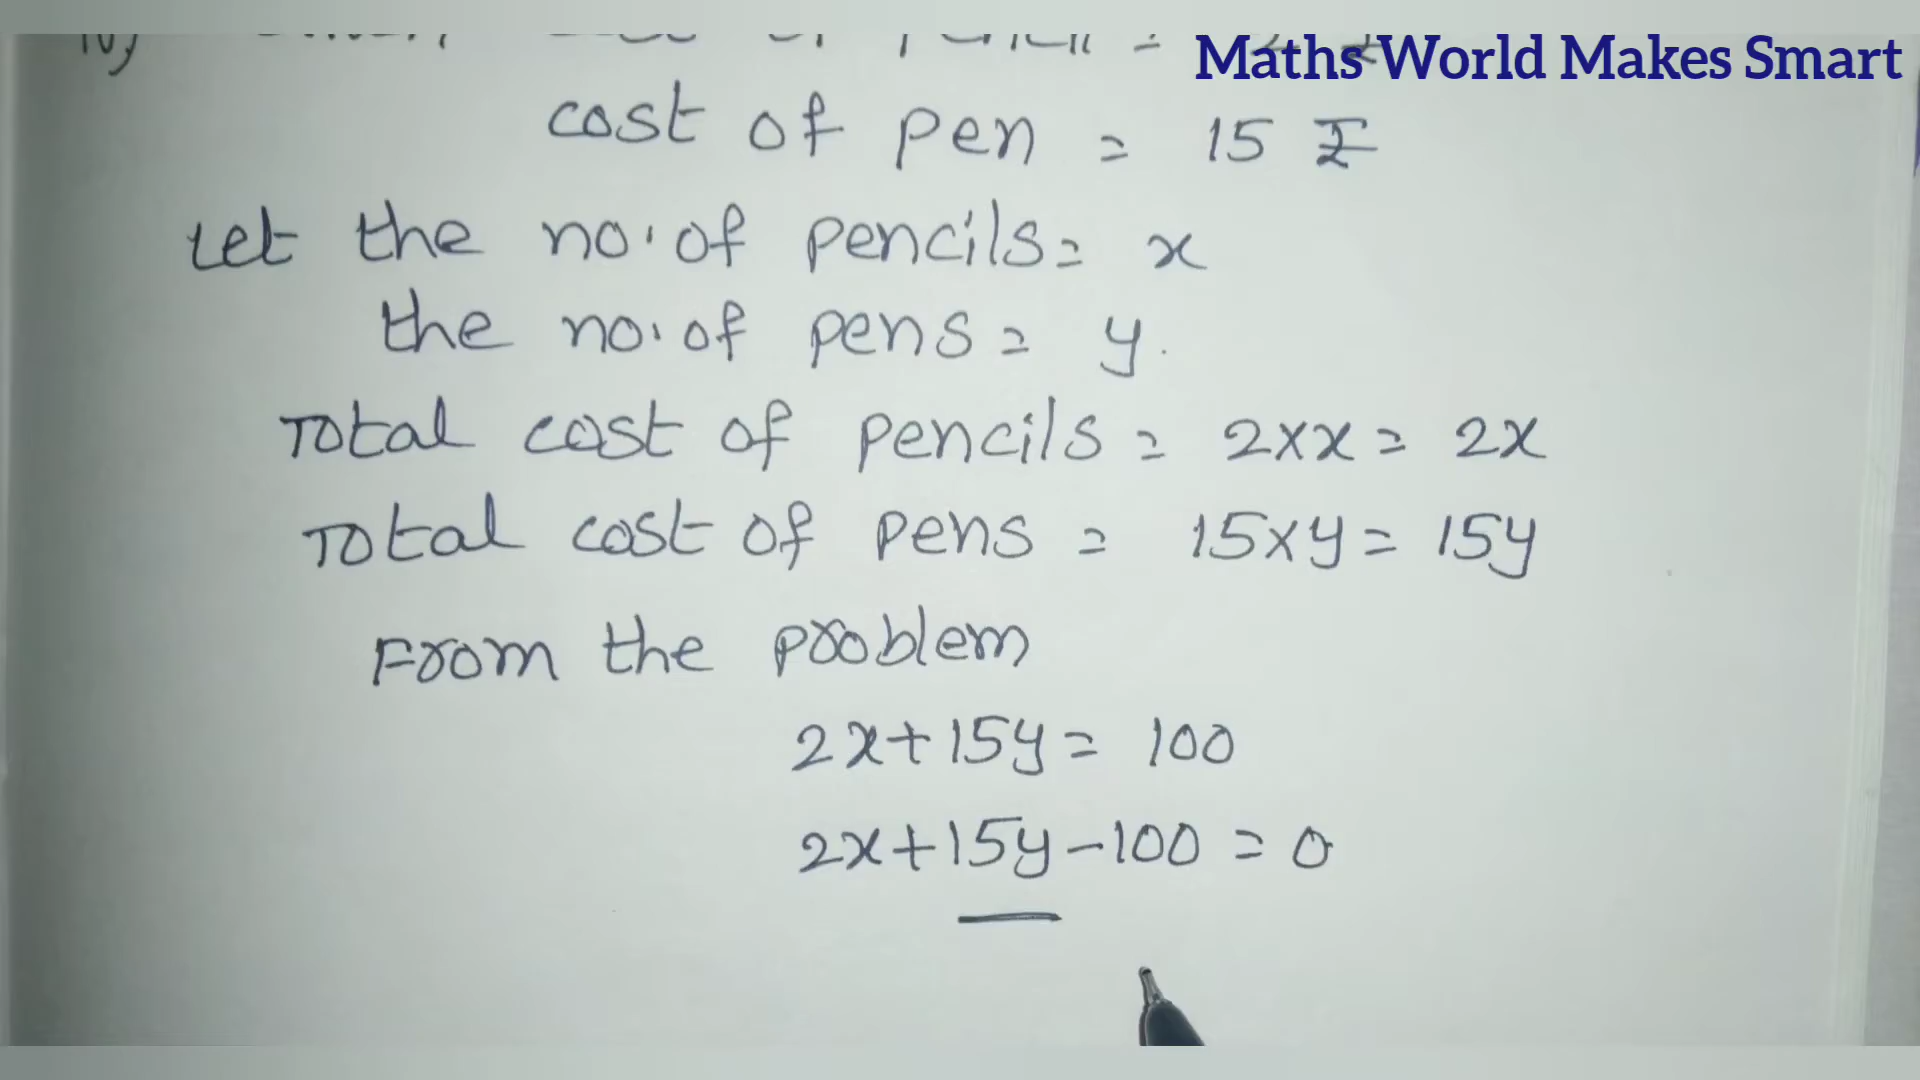 Maths World Makes Smart
cost of pen = 15 ₹
Let the no. of pencils = x
the no. of pens = y.
Total cost of pencils = 2 x x = 2x
Total cost of pens = 15 x y = 15y
From the problem
2x + 15y = 100
2x + 15y - 100 = 0